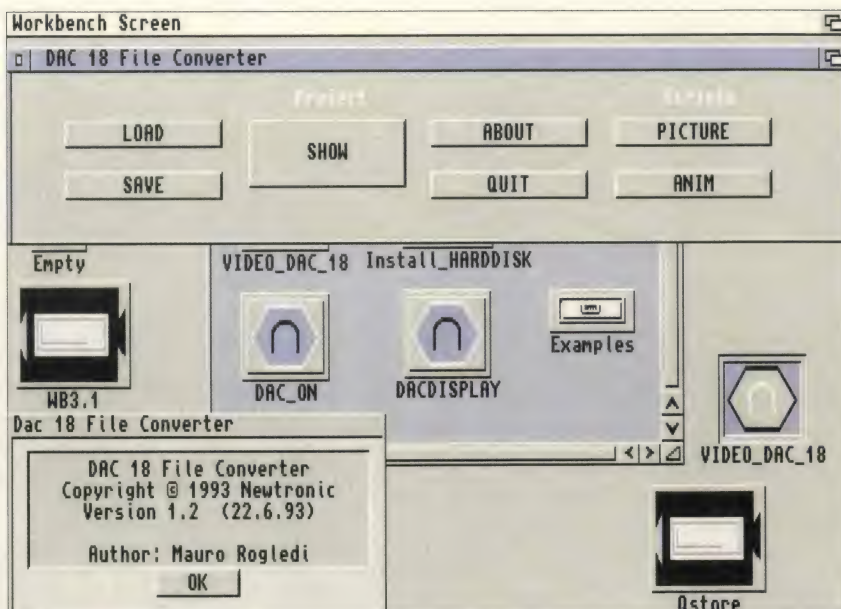 Workbench Screen
DAC 18 File Converter
Project Scripts
LOAD SHOW ABOUT PICTURE
SAVE QUIT ANIM
Empty VIDEO_DAC_18 Install_HARDDISK
WB3.1 DAC_ON DACDISPLAY Examples
VIDEO_DAC_18
Dac 18 File Converter
DAC 18 File Converter
Copyright © 1993 Newtronic
Version 1.2 (22.6.93)
Author: Mauro Rogledi
OK
Qstore